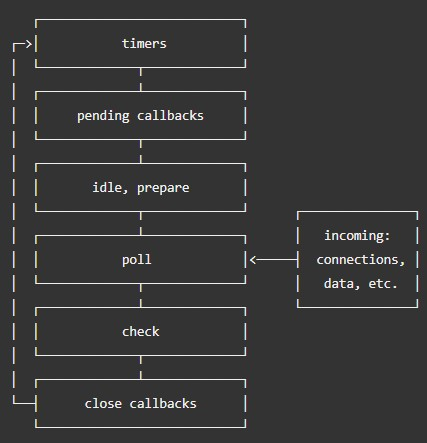 timers
pending callbacks
idle, prepare
poll
incoming:
connections,
data, etc.
check
close callbacks